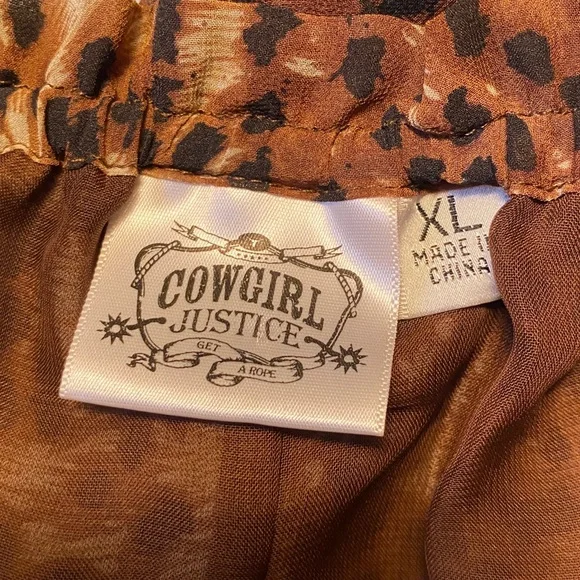 COWGIRL
JUSTICE
GET
A ROPE
XL
MADE IN
CHINA